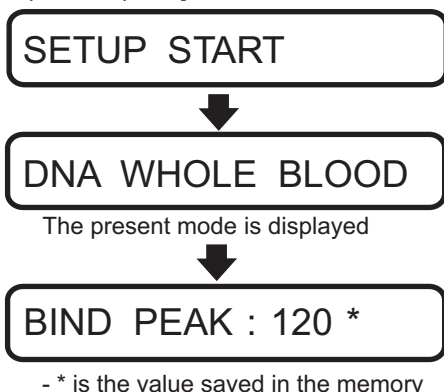 SETUP START
DNA WHOLE BLOOD
The present mode is displayed
BIND PEAK : 120 *
- * is the value saved in the memory